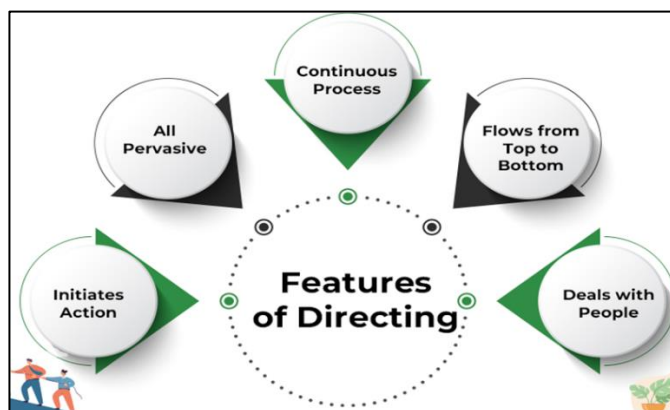 Continuous
Process
All
Pervasive
Flows from
Top to
Bottom
Initiates
Action
Features
of Directing
Deals with
People